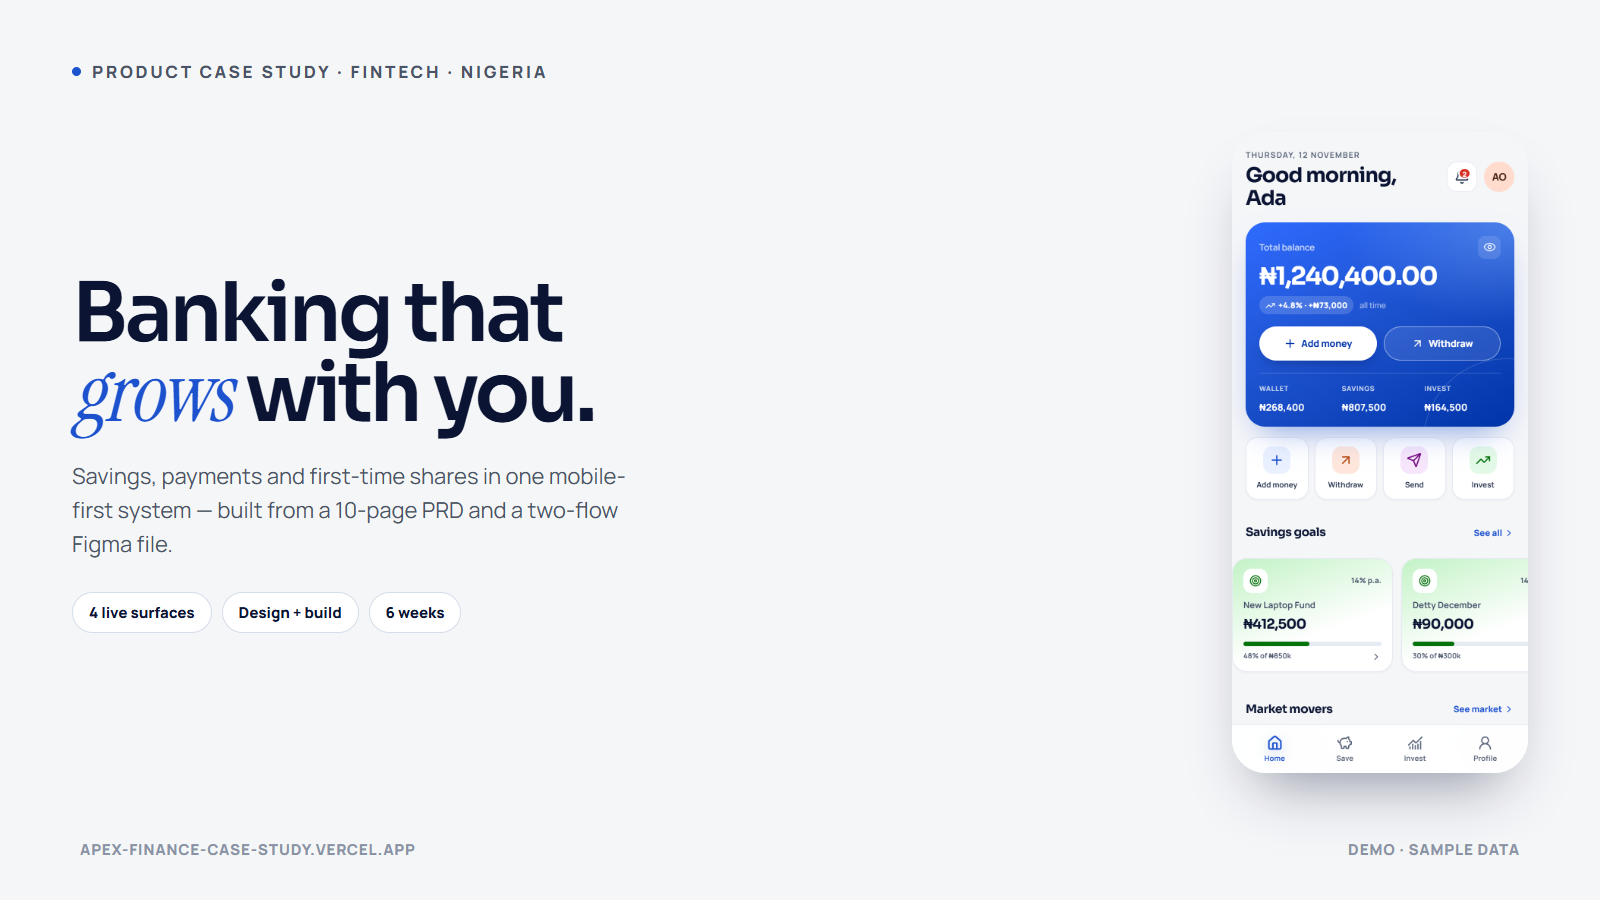 PRODUCT CASE STUDY · FINTECH · NIGERIA
Banking that
grows with you.
Savings, payments and first-time shares in one mobile-
first system — built from a 10-page PRD and a two-flow
Figma file.
4 live surfaces
Design + build
6 weeks
APEX-FINANCE-CASE-STUDY.VERCEL.APP
THURSDAY, 12 NOVEMBER
Good morning,
Ada
2
AO
Total balance
₦1,240,400.00
+4.8% · +₦73,000 all time
Add money
Withdraw
WALLET SAVINGS INVEST
₦268,400 ₦807,500 ₦164,500
Add money Withdraw Send Invest
Savings goals See all
14% p.a.
New Laptop Fund
₦412,500
48% of ₦850k
14
Detty December
₦90,000
30% of ₦300k
Market movers See market
Home Save Invest Profile
DEMO · SAMPLE DATA